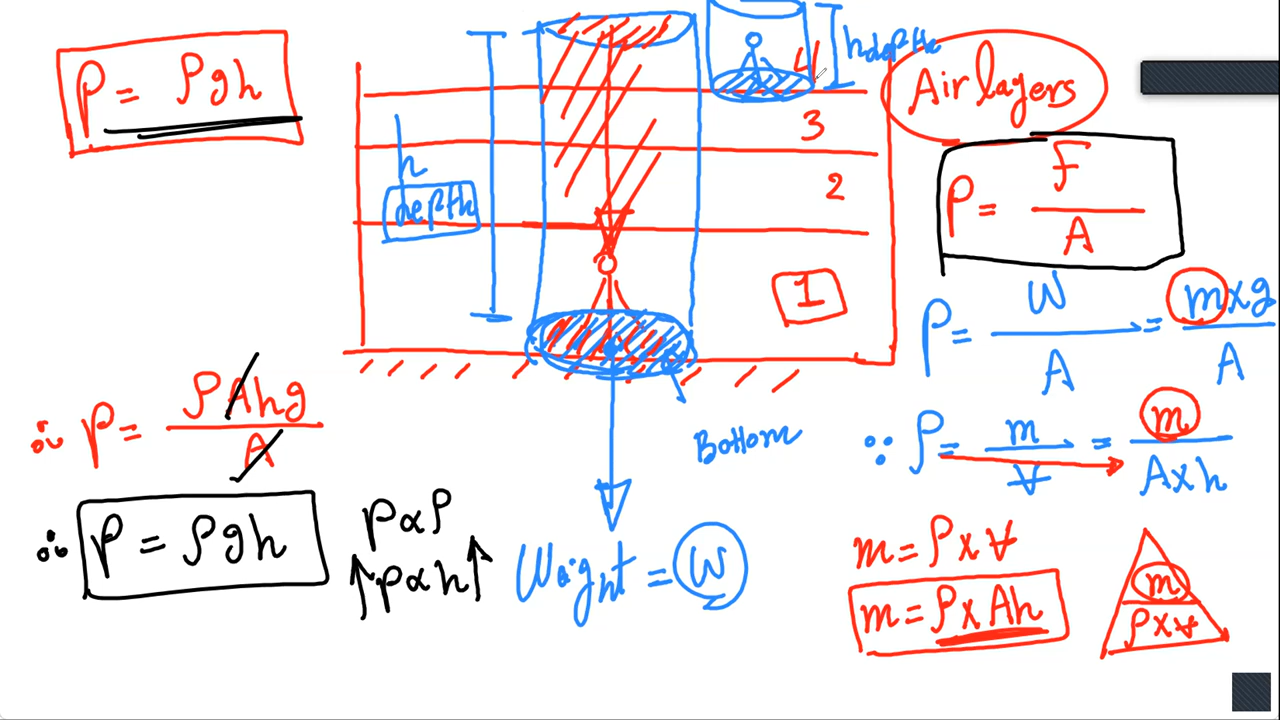 P = ρgh
h depth
4
3
2
1
h depth
Air layers
P = F / A
P = W / A = m x g / A
∵ ρ = m / V = m / A x h
m = ρ x V
m = ρ x Ah
m
ρ x V
Bottom
Weight = W
∴ P = ρAhg / A
∴ P = ρgh
P α ρ
↑ P α h ↑